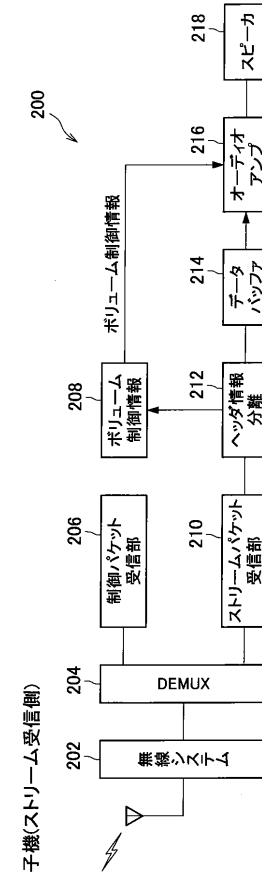 子機(ストリーム受信側)
200
202
無線システム
204
DEMUX
206
制御パケット
受信部
208
ボリューム
制御情報
ボリューム制御情報
210
ストリームパケット
受信部
212
ヘッダ情報
分離
214
データ
バッファ
216
オーディオ
アンプ
218
スピーカ